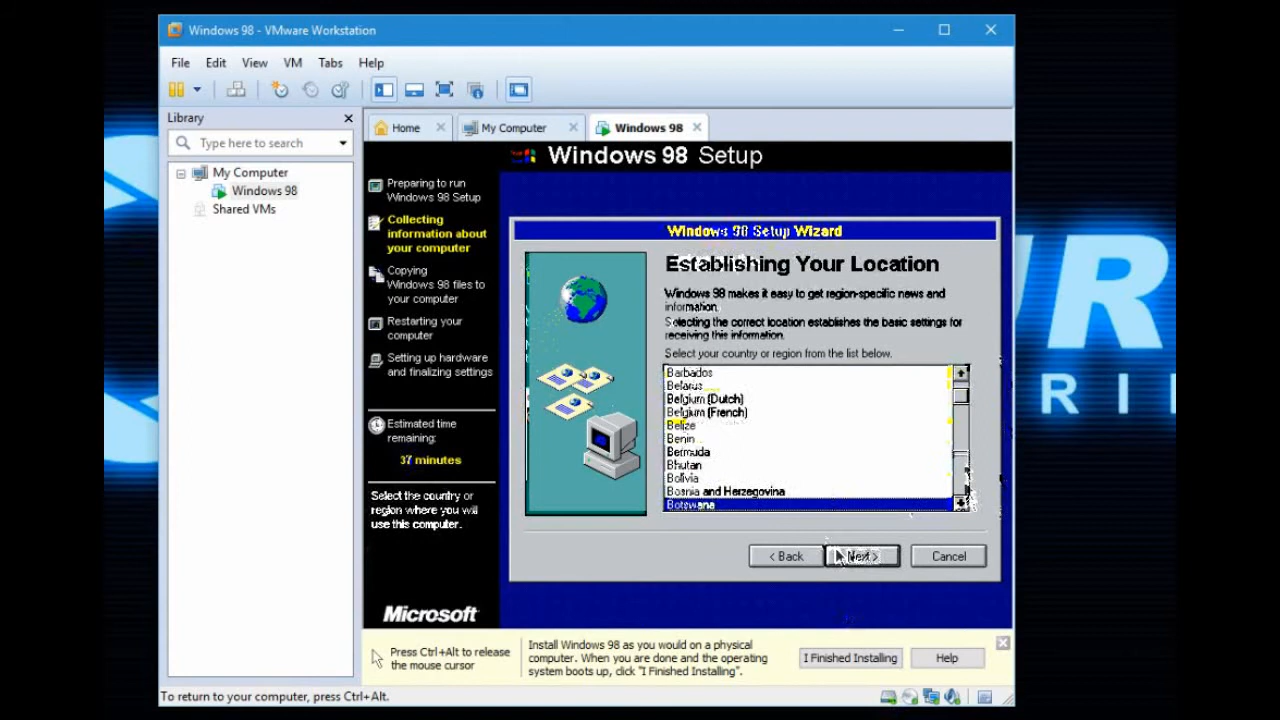 Windows 98 - VMware Workstation
File Edit View VM Tabs Help
Library
Type here to search
My Computer
Windows 98
Shared VMs
Home
My Computer
Windows 98
Windows 98 Setup
Preparing to run
Windows 98 Setup
Collecting
information about
your computer
Copying
Windows 98 files to
your computer
Restarting your
computer
Setting up hardware
and finalizing settings
Estimated time
remaining:
37 minutes
Select the country or
region where you will
use this computer.
Microsoft
Windows 98 Setup Wizard
Establishing Your Location
Windows 98 makes it easy to get region-specific news and
information.
Selecting the correct location establishes the basic settings for
receiving this information.
Select your country or region from the list below.
Barbados
Belarus
Belgium (Dutch)
Belgium (French)
Belize
Benin
Bermuda
Bhutan
Bolivia
Bosnia and Herzegovina
Botswana
< Back
Next >
Cancel
Press Ctrl+Alt to release
the mouse cursor
Install Windows 98 as you would on a physical
computer. When you are done and the operating
system boots up, click "I Finished Installing".
I Finished Installing
Help
To return to your computer, press Ctrl+Alt.